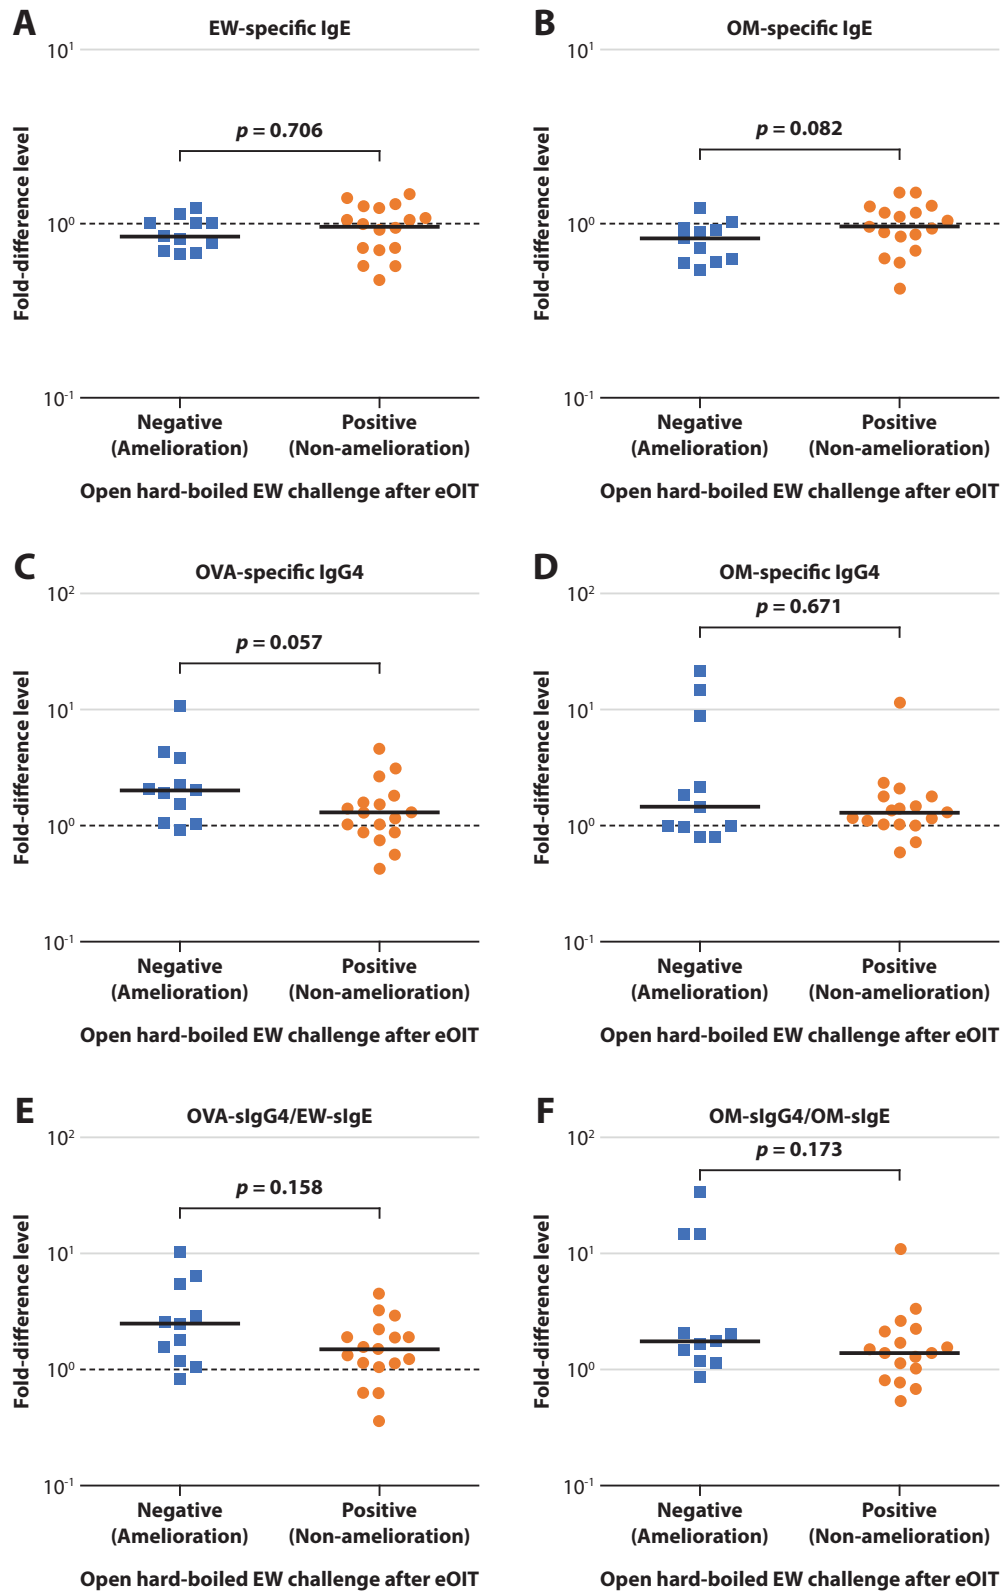 A
EW-specific IgE
10¹
p = 0.706
10⁰
10⁻¹
Fold-difference level
Negative
(Amelioration)
Positive
(Non-amelioration)
Open hard-boiled EW challenge after eOIT
B
OM-specific IgE
10¹
p = 0.082
10⁰
10⁻¹
Fold-difference level
Negative
(Amelioration)
Positive
(Non-amelioration)
Open hard-boiled EW challenge after eOIT
C
OVA-specific IgG4
10²
p = 0.057
10¹
10⁰
10⁻¹
Fold-difference level
Negative
(Amelioration)
Positive
(Non-amelioration)
Open hard-boiled EW challenge after eOIT
D
OM-specific IgG4
10²
p = 0.671
10¹
10⁰
10⁻¹
Fold-difference level
Negative
(Amelioration)
Positive
(Non-amelioration)
Open hard-boiled EW challenge after eOIT
E
OVA-sIgG4/EW-sIgE
10²
p = 0.158
10¹
10⁰
10⁻¹
Fold-difference level
Negative
(Amelioration)
Positive
(Non-amelioration)
Open hard-boiled EW challenge after eOIT
F
OM-sIgG4/OM-sIgE
10²
p = 0.173
10¹
10⁰
10⁻¹
Fold-difference level
Negative
(Amelioration)
Positive
(Non-amelioration)
Open hard-boiled EW challenge after eOIT